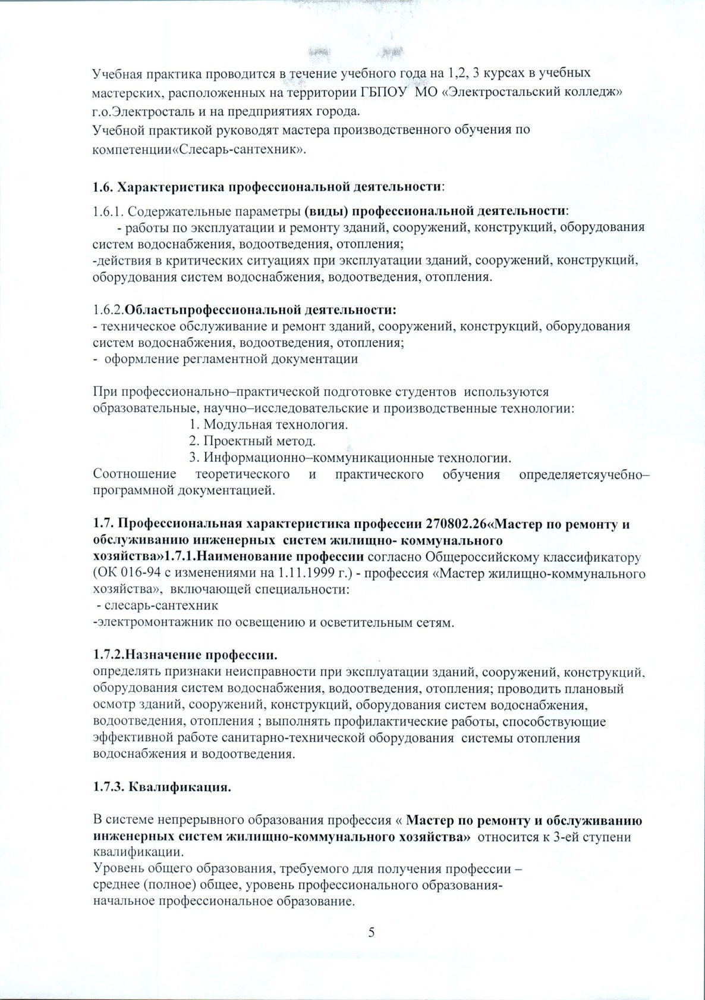 Учебная практика проводится в течение учебного года на 1,2, 3 курсах в учебных
мастерских, расположенных на территории ГБПОУ  МО «Электростальский колледж»
г.о.Электросталь и на предприятиях города.
Учебной практикой руководят мастера производственного обучения по
компетенции«Слесарь-сантехник».
1.6. Характеристика профессиональной деятельности:
1.6.1. Содержательные параметры (виды) профессиональной деятельности:
- работы по эксплуатации и ремонту зданий, сооружений, конструкций, оборудования
систем водоснабжения, водоотведения, отопления;
-действия в критических ситуациях при эксплуатации зданий, сооружений, конструкций,
оборудования систем водоснабжения, водоотведения, отопления.
1.6.2.Областьпрофессиональной деятельности:
- техническое обслуживание и ремонт зданий, сооружений, конструкций, оборудования
систем водоснабжения, водоотведения, отопления;
-  оформление регламентной документации
При профессионально–практической подготовке студентов  используются
образовательные, научно–исследовательские и производственные технологии:
1. Модульная технология.
2. Проектный метод.
3. Информационно–коммуникационные технологии.
Соотношение теоретического и практического обучения определяетсяучебно–
программной документацией.
1.7. Профессиональная характеристика профессии 270802.26«Мастер по ремонту и
обслуживанию инженерных  систем жилищно- коммунального
хозяйства»1.7.1.Наименование профессии согласно Общероссийскому классификатору
(ОК 016-94 с изменениями на 1.11.1999 г.) - профессия «Мастер жилищно-коммунального
хозяйства»,  включающей специальности:
- слесарь-сантехник
-электромонтажник по освещению и осветительным сетям.
1.7.2.Назначение профессии.
определять признаки неисправности при эксплуатации зданий, сооружений, конструкций,
оборудования систем водоснабжения, водоотведения, отопления; проводить плановый
осмотр зданий, сооружений, конструкций, оборудования систем водоснабжения,
водоотведения, отопления ; выполнять профилактические работы, способствующие
эффективной работе санитарно-технической оборудования  системы отопления
водоснабжения и водоотведения.
1.7.3. Квалификация.
В системе непрерывного образования профессия « Мастер по ремонту и обслуживанию
инженерных систем жилищно-коммунального хозяйства»  относится к 3-ей ступени
квалификации.
Уровень общего образования, требуемого для получения профессии –
среднее (полное) общее, уровень профессионального образования-
начальное профессиональное образование.
5